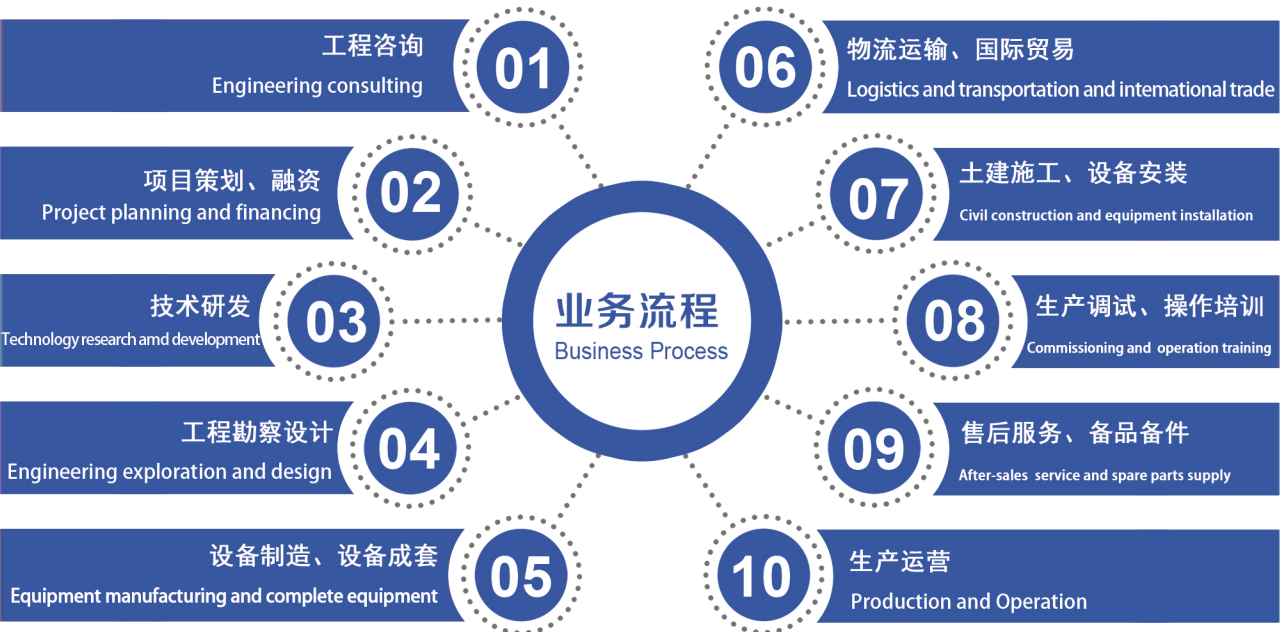 01
工程咨询
Engineering consulting
02
项目策划、融资
Project planning and financing
03
技术研发
Technology research amd development
04
工程勘察设计
Engineering exploration and design
05
设备制造、设备成套
Equipment manufacturing and complete equipment
业务流程
Business Process
06
物流运输、国际贸易
Logistics and transportation and intemational trade
07
土建施工、设备安装
Civil construction and equipment installation
08
生产调试、操作培训
Commissioning and operation training
09
售后服务、备品备件
After-sales service and spare parts supply
10
生产运营
Production and Operation